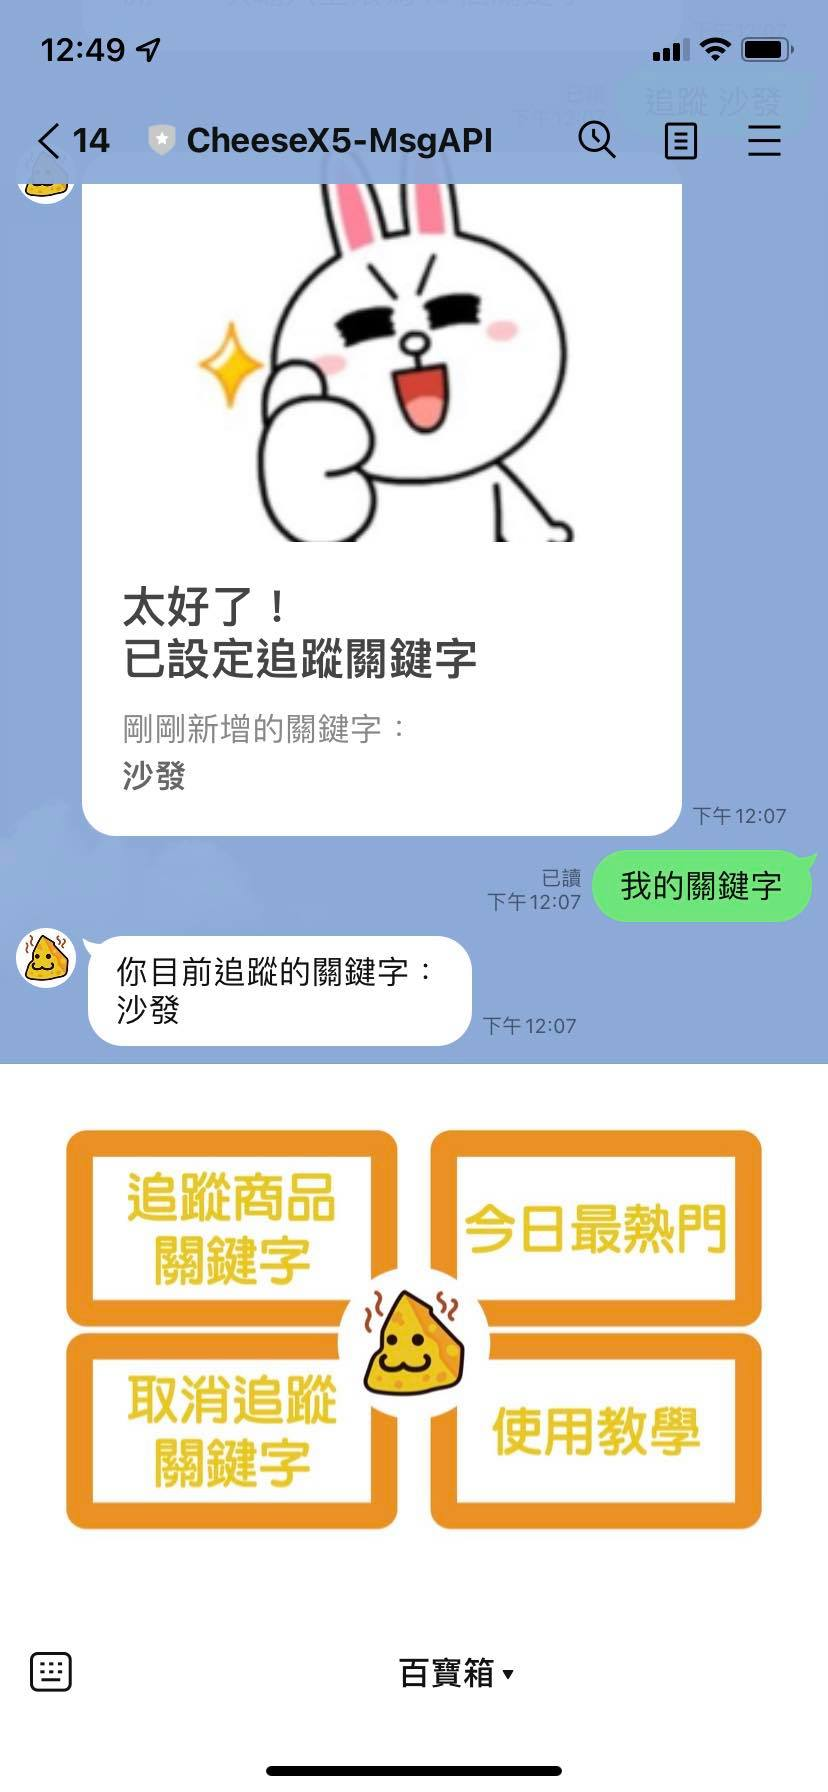 12:49
14 CheeseX5-MsgAPI
追蹤 沙發
太好了！
已設定追蹤關鍵字
剛剛新增的關鍵字：
沙發
下午12:07
已讀
下午12:07
我的關鍵字
你目前追蹤的關鍵字：
沙發
下午12:07
追蹤商品
關鍵字
今日最熱門
取消追蹤
關鍵字
使用教學
百寶箱▾